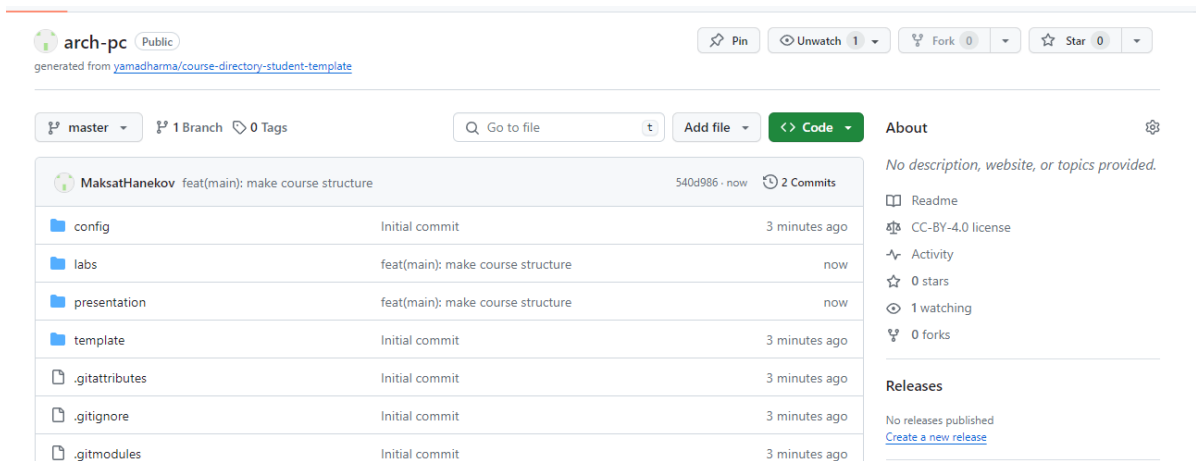 arch-pc Public
Pin Unwatch 1 Fork 0 Star 0
generated from yamadharma/course-directory-student-template
master 1 Branch 0 Tags Go to file t Add file Code
MaksatHanekov feat(main): make course structure 540d986 · now 2 Commits
config Initial commit 3 minutes ago
labs feat(main): make course structure now
presentation feat(main): make course structure now
template Initial commit 3 minutes ago
.gitattributes Initial commit 3 minutes ago
.gitignore Initial commit 3 minutes ago
.gitmodules Initial commit 3 minutes ago
About
No description, website, or topics provided.
Readme
CC-BY-4.0 license
Activity
0 stars
1 watching
0 forks
Releases
No releases published
Create a new release